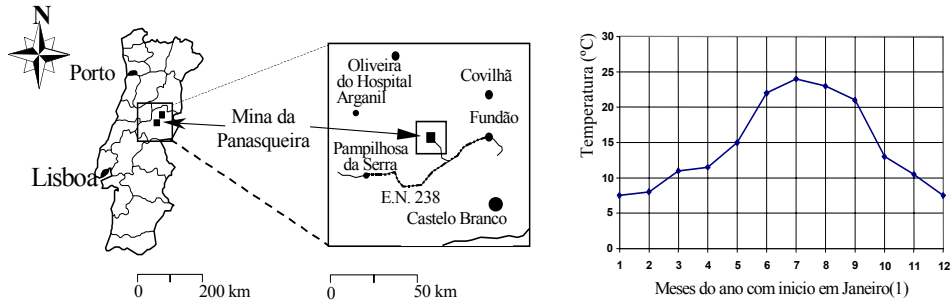 N
Porto
Lisboa
Mina da
Panasqueira
0 200 km
Oliveira
do Hospital
Arganil
Covilhã
Fundão
Pampilhosa
da Serra
E.N. 238
Castelo Branco
0 50 km
Temperatura (ºC)
30
25
20
15
10
5
0
1 2 3 4 5 6 7 8 9 10 11 12
Meses do ano com inicio em Janeiro(1)